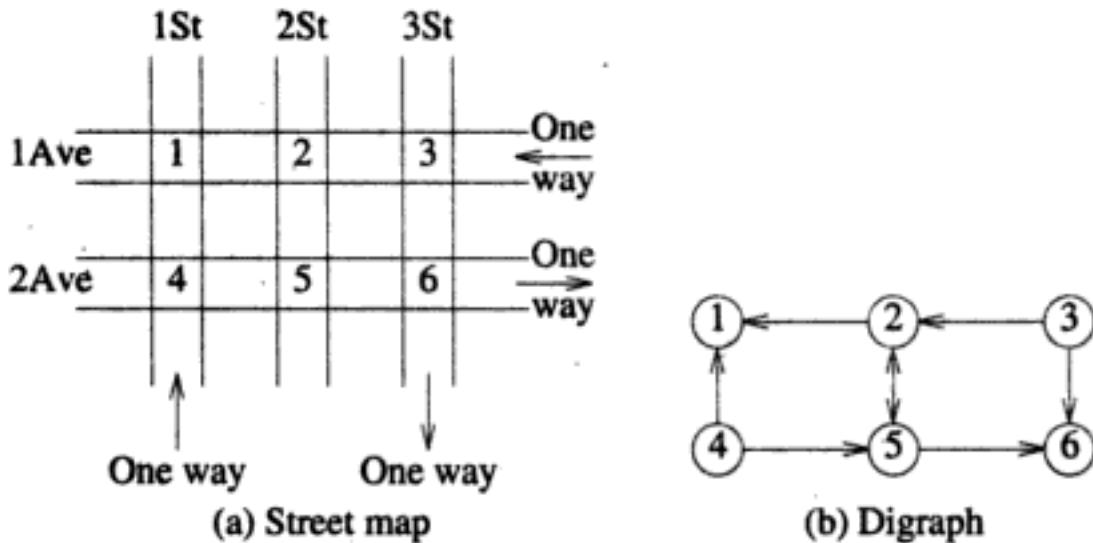 1St 2St 3St
One
1Ave 1 2 3
way
One
2Ave 4 5 6
way
One way One way
(a) Street map
1 2 3
4 5 6
(b) Digraph